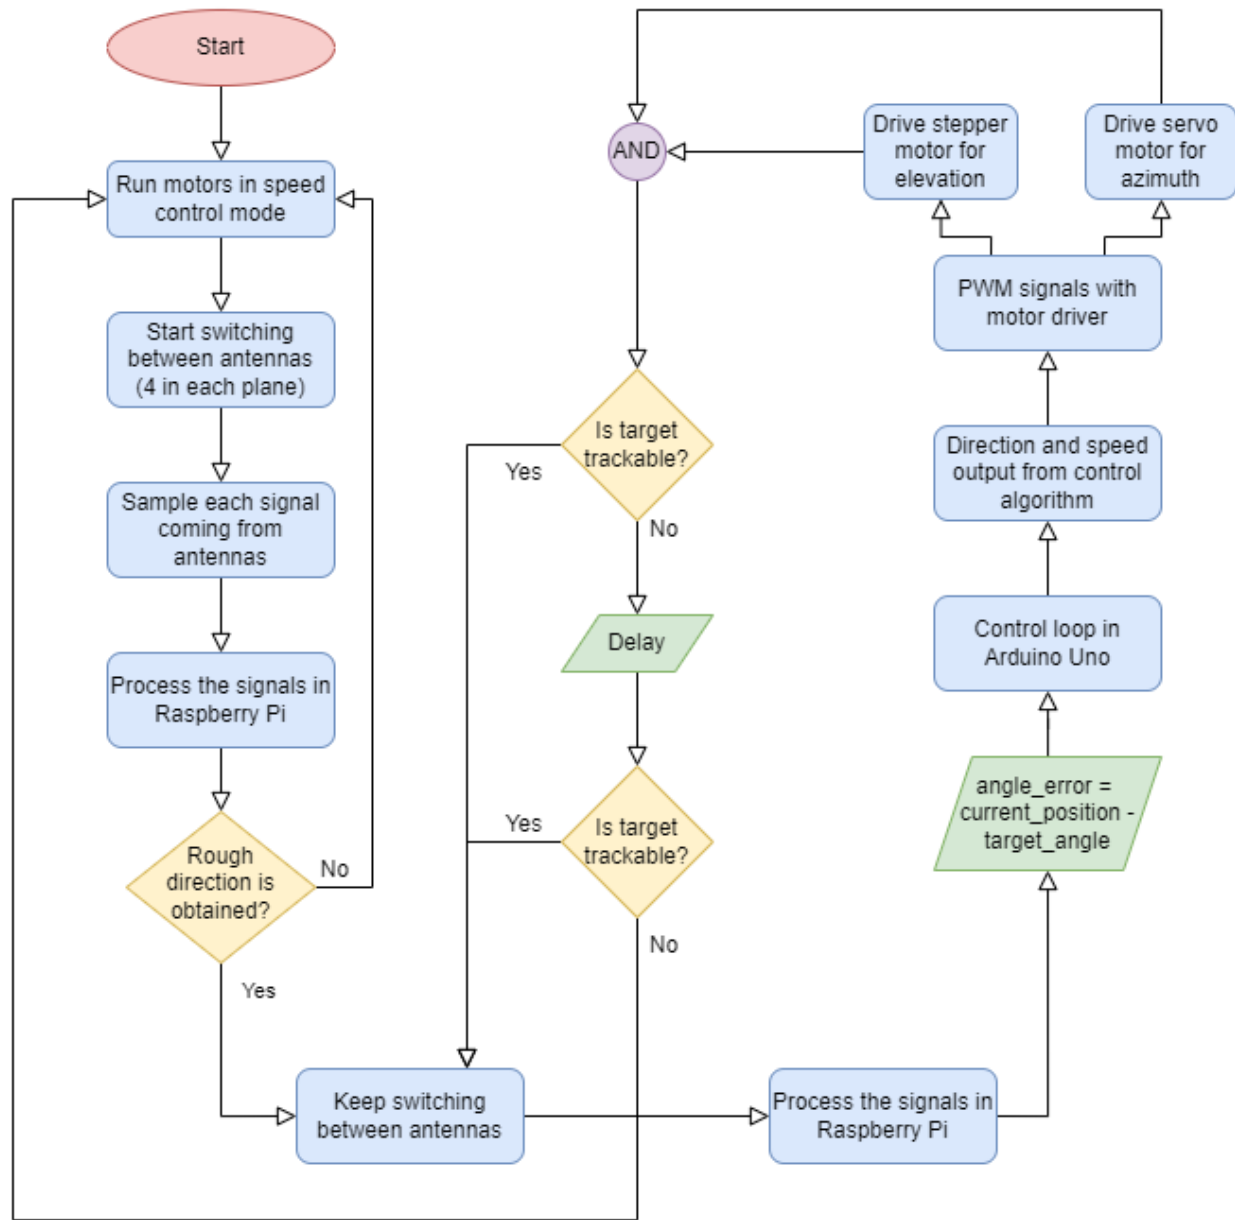 Start
Run motors in speed
control mode
Start switching
between antennas
(4 in each plane)
Sample each signal
coming from
antennas
Process the signals in
Raspberry Pi
Rough
direction is
obtained?
No
Yes
Keep switching
between antennas
Process the signals in
Raspberry Pi
angle_error =
current_position -
target_angle
Control loop in
Arduino Uno
Direction and speed
output from control
algorithm
PWM signals with
motor driver
Drive stepper
motor for
elevation
Drive servo
motor for
azimuth
AND
Is target
trackable?
Yes
No
Delay
Is target
trackable?
Yes
No